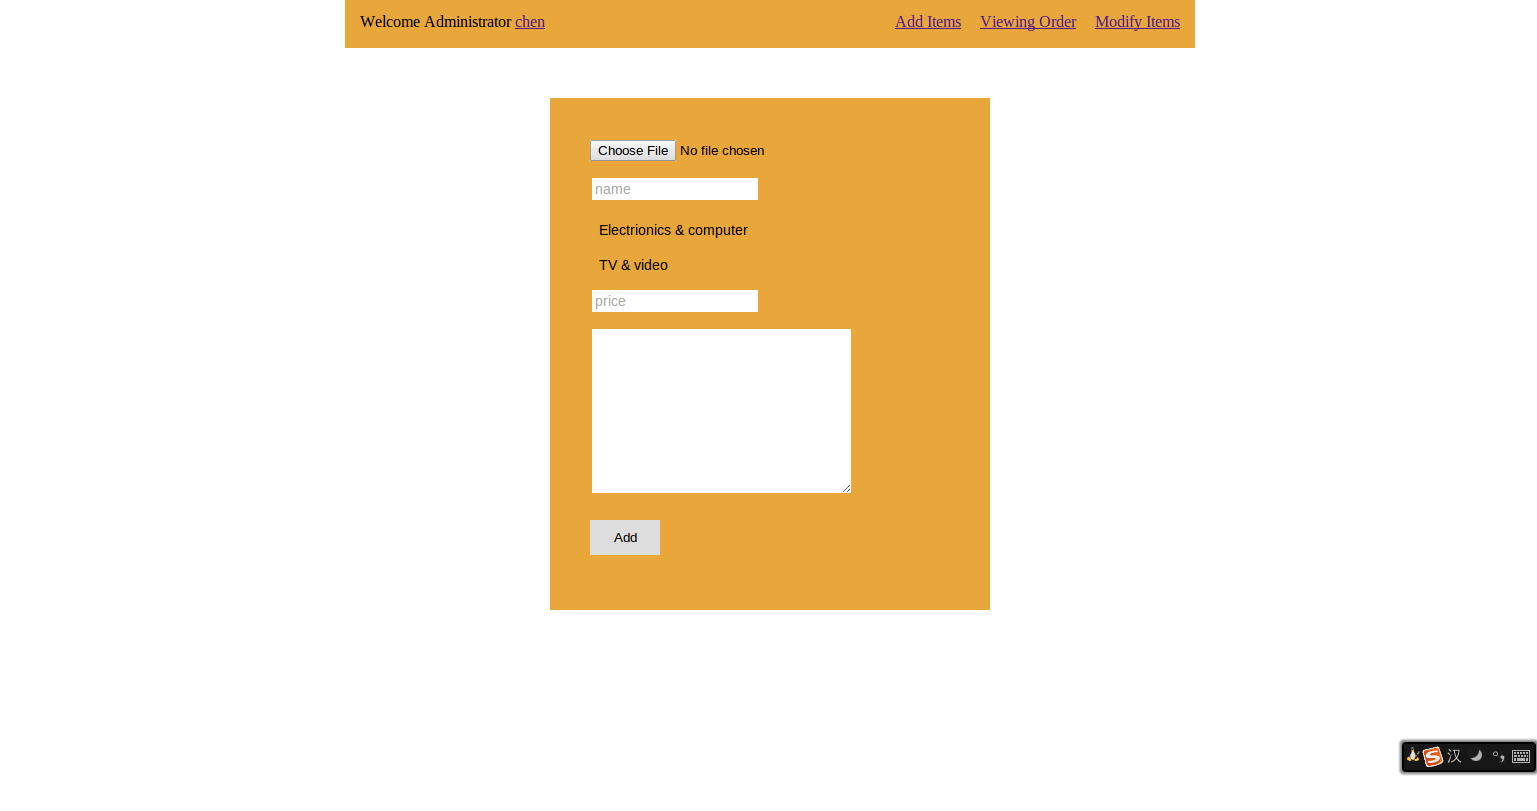 Welcome Administrator chen Add Items Viewing Order Modify Items
Choose File No file chosen
name
Electrionics & computer
TV & video
price
Add
S 汉 °,